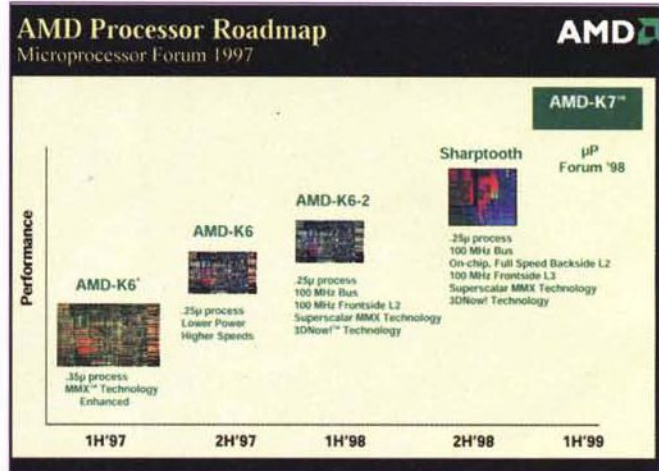 AMD Processor Roadmap
Microprocessor Forum 1997
AMD
AMD-K7™
µP
Forum '98
Sharptooth
.25µ process
100 MHz Bus
On-chip, Full Speed Backside L2
100 MHz Frontside L3
Superscalar MMX Technology
3DNow! Technology
AMD-K6-2
.25µ process
100 MHz Bus
100 MHz Frontside L2
Superscalar MMX Technology
3DNow!™ Technology
AMD-K6
.25µ process
Lower Power
Higher Speeds
AMD-K6*
.35µ process
MMX™ Technology
Enhanced
Performance
1H'97
2H'97
1H'98
2H'98
1H'99